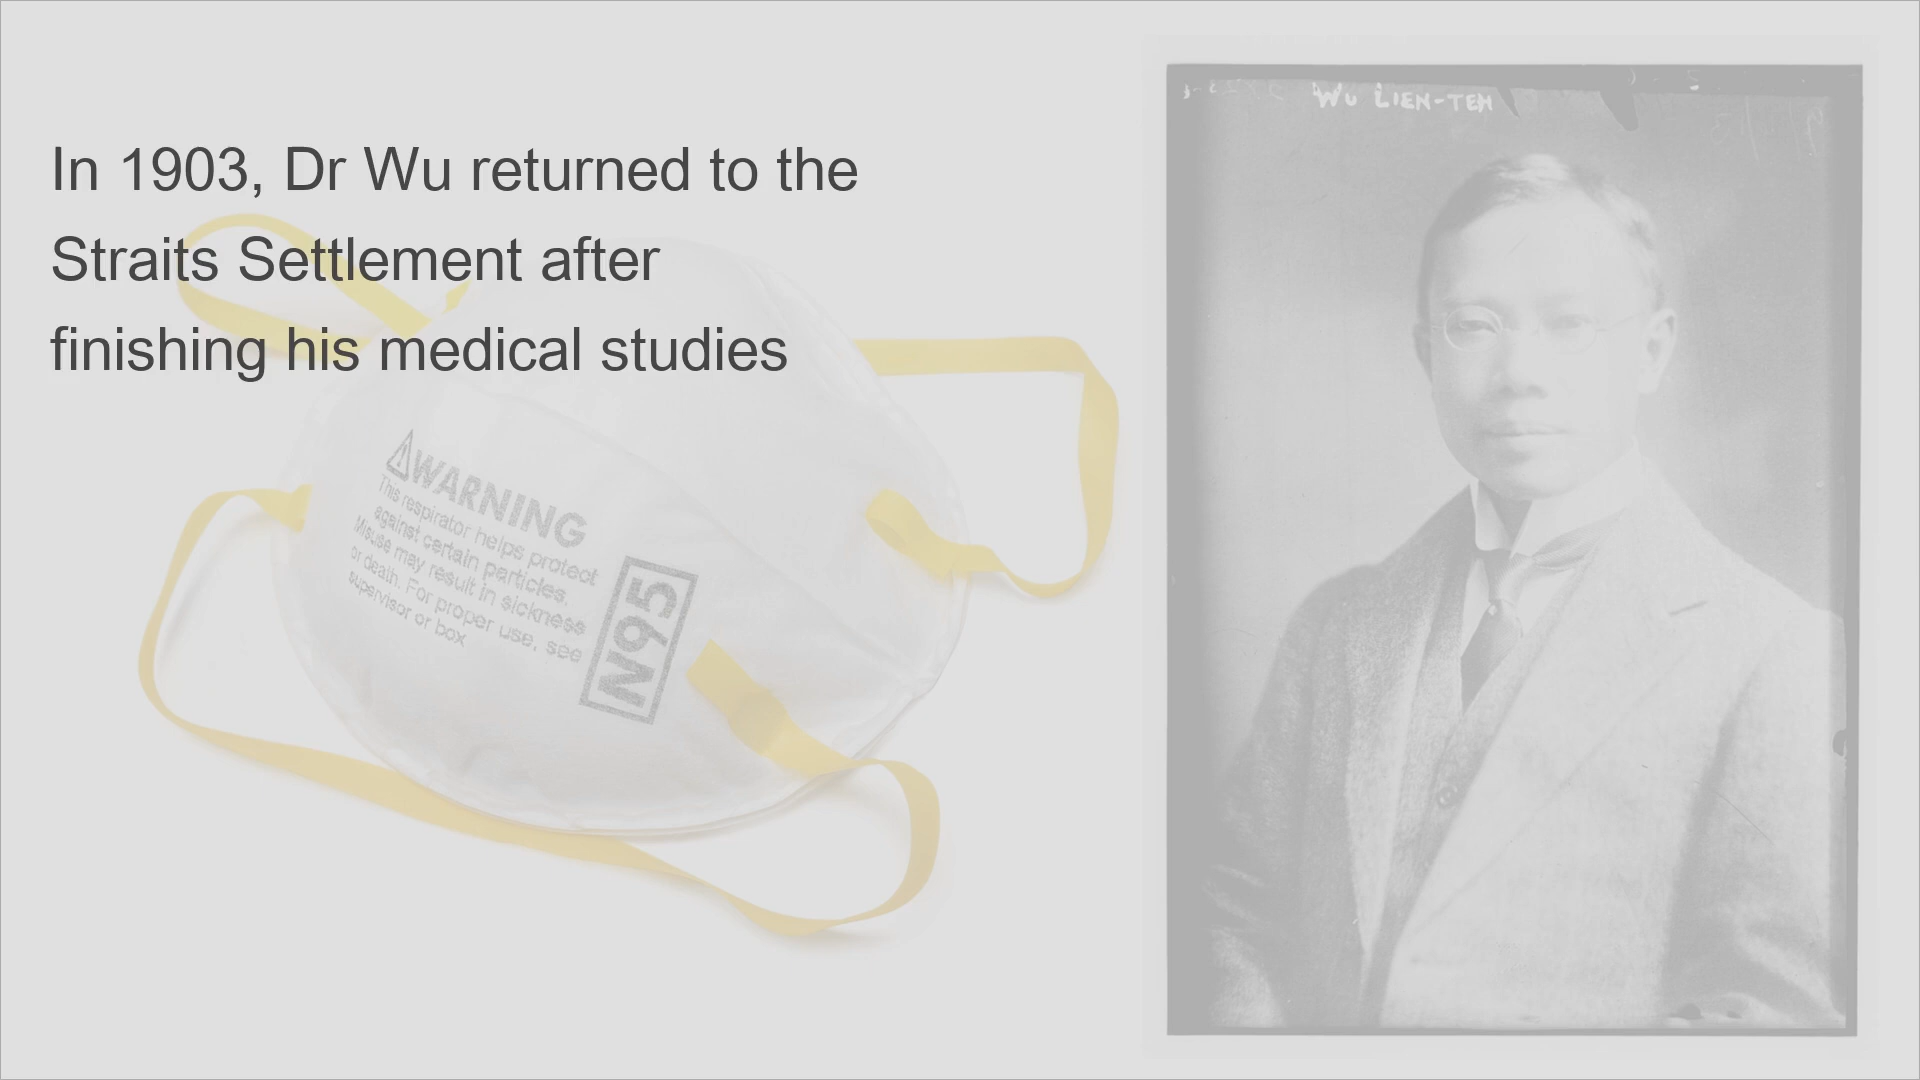 In 1903, Dr Wu returned to the
Straits Settlement after
finishing his medical studies
WU LIEN-TEH
⚠WARNING
This respirator helps protect
against certain particles.
Misuse may result in sickness
or death. For proper use, see
supervisor or box
N95